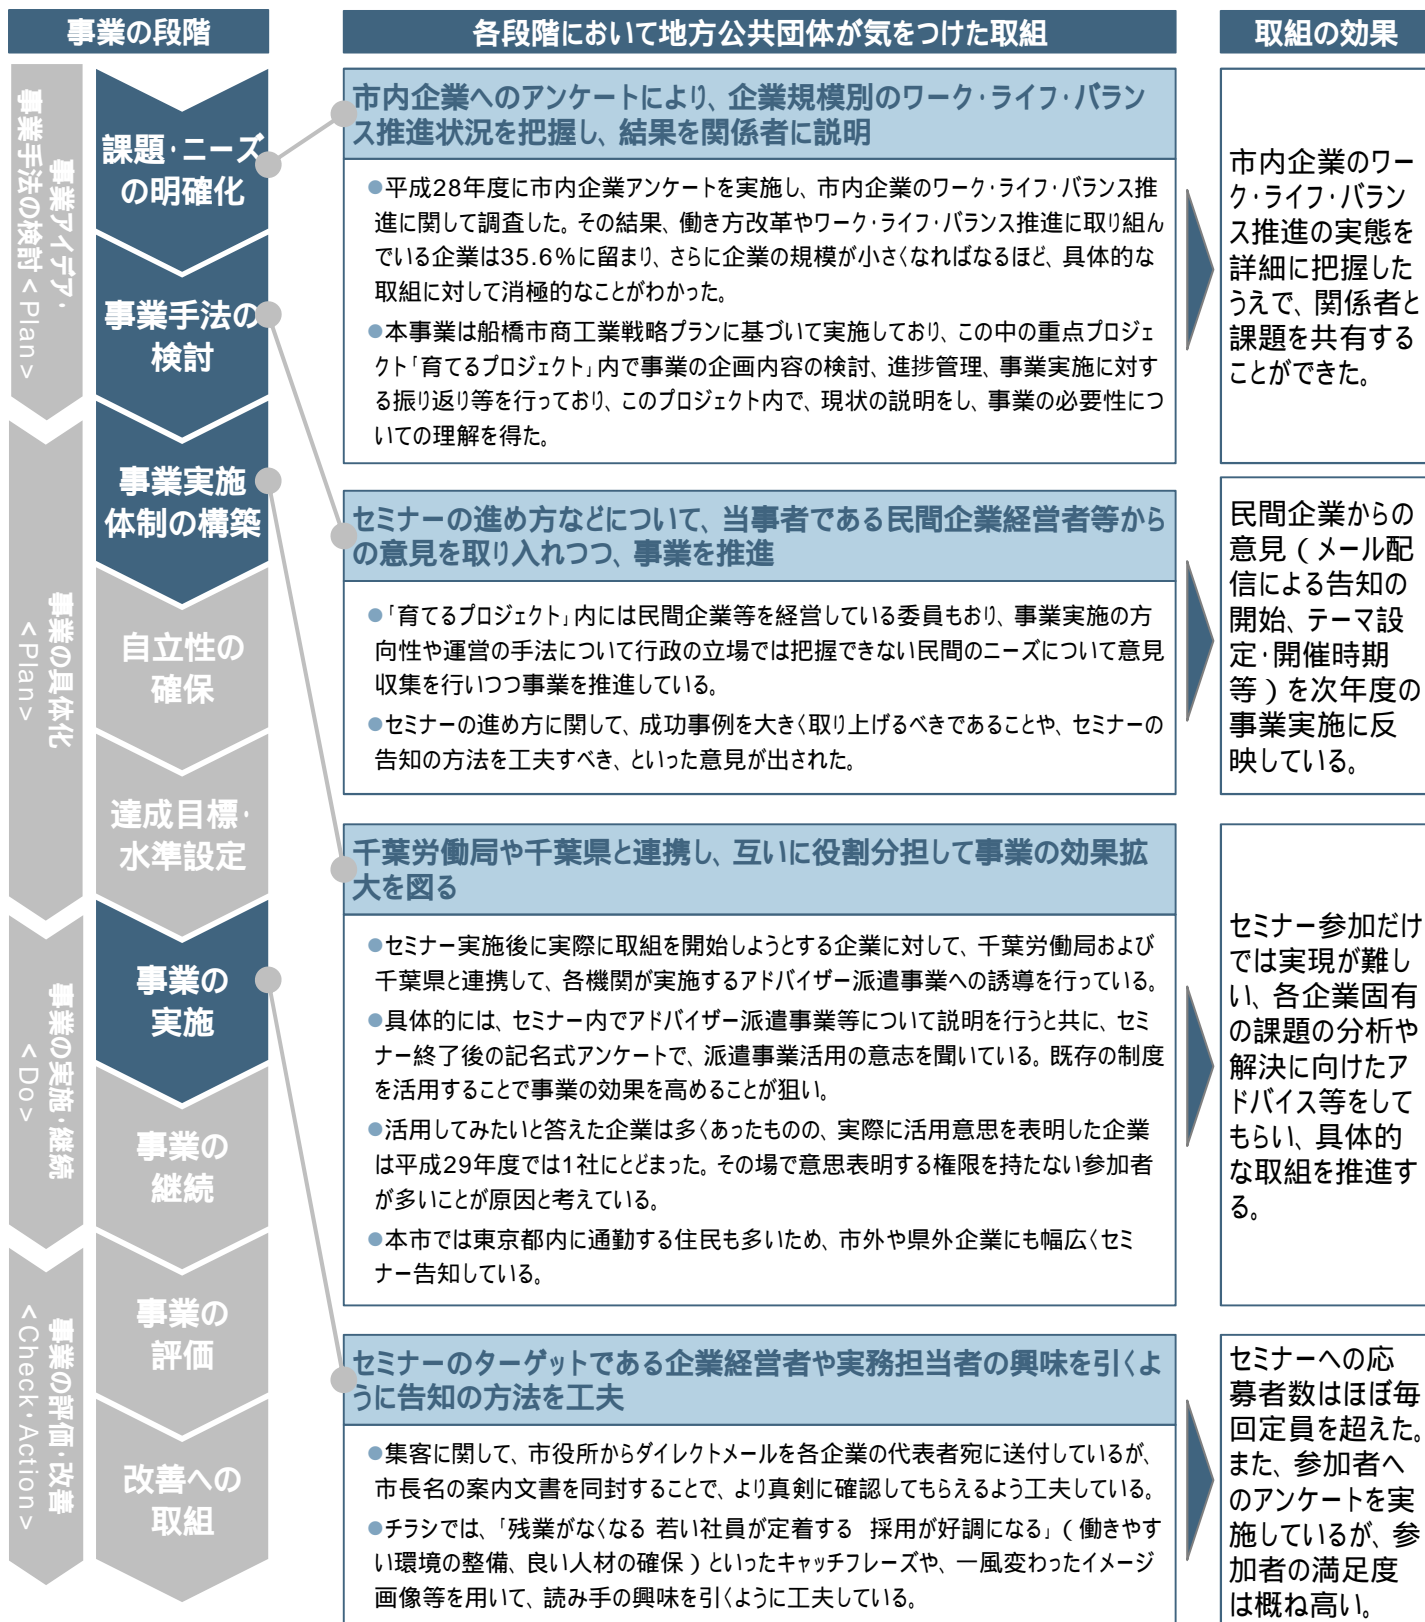 事業の段階
各段階において地方公共団体が気をつけた取組
取組の効果
事業アイデア・
事業手法の検討<Plan>
事業の具体化
<Plan>
事業の実施・継続
<Do>
事業の評価・改善
<Check・Action>
課題・ニーズ
の明確化
事業手法の
検討
事業実施
体制の構築
自立性の
確保
達成目標・
水準設定
事業の
実施
事業の
継続
事業の
評価
改善への
取組
市内企業へのアンケートにより、企業規模別のワーク・ライフ・バラン
ス推進状況を把握し、結果を関係者に説明
●平成28年度に市内企業アンケートを実施し、市内企業のワーク・ライフ・バランス推
進に関して調査した。その結果、働き方改革やワーク・ライフ・バランス推進に取り組ん
でいる企業は35.6%に留まり、さらに企業の規模が小さくなればなるほど、具体的な
取組に対して消極的なことがわかった。
●本事業は船橋市商工業戦略プランに基づいて実施しており、この中の重点プロジェ
クト「育てるプロジェクト」内で事業の企画内容の検討、進捗管理、事業実施に対す
る振り返り等を行っており、このプロジェクト内で、現状の説明をし、事業の必要性につ
いての理解を得た。
市内企業のワー
ク・ライフ・バラン
ス推進の実態を
詳細に把握した
うえで、関係者と
課題を共有する
ことができた。
セミナーの進め方などについて、当事者である民間企業経営者等から
の意見を取り入れつつ、事業を推進
●「育てるプロジェクト」内には民間企業等を経営している委員もおり、事業実施の方
向性や運営の手法について行政の立場では把握できない民間のニーズについて意見
収集を行いつつ事業を推進している。
●セミナーの進め方に関して、成功事例を大きく取り上げるべきであることや、セミナーの
告知の方法を工夫すべき、といった意見が出された。
民間企業からの
意見（メール配
信による告知の
開始、テーマ設
定・開催時期
等）を次年度の
事業実施に反
映している。
千葉労働局や千葉県と連携し、互いに役割分担して事業の効果拡
大を図る
●セミナー実施後に実際に取組を開始しようとする企業に対して、千葉労働局および
千葉県と連携して、各機関が実施するアドバイザー派遣事業への誘導を行っている。
●具体的には、セミナー内でアドバイザー派遣事業等について説明を行うと共に、セミ
ナー終了後の記名式アンケートで、派遣事業活用の意志を聞いている。既存の制度
を活用することで事業の効果を高めることが狙い。
●活用してみたいと答えた企業は多くあったものの、実際に活用意思を表明した企業
は平成29年度では1社にとどまった。その場で意思表明する権限を持たない参加者
が多いことが原因と考えている。
●本市では東京都内に通勤する住民も多いため、市外や県外企業にも幅広くセミ
ナー告知している。
セミナー参加だけ
では実現が難し
い、各企業固有
の課題の分析や
解決に向けたア
ドバイス等をして
もらい、具体的
な取組を推進す
る。
セミナーのターゲットである企業経営者や実務担当者の興味を引くよ
うに告知の方法を工夫
●集客に関して、市役所からダイレクトメールを各企業の代表者宛に送付しているが、
市長名の案内文書を同封することで、より真剣に確認してもらえるよう工夫している。
●チラシでは、「残業がなくなる 若い社員が定着する 採用が好調になる」（働きやす
い環境の整備、良い人材の確保）といったキャッチフレーズや、一風変わったイメージ
画像等を用いて、読み手の興味を引くように工夫している。
セミナーへの応
募者数はほぼ毎
回定員を超えた。
また、参加者へ
のアンケートを実
施しているが、参
加者の満足度
は概ね高い。